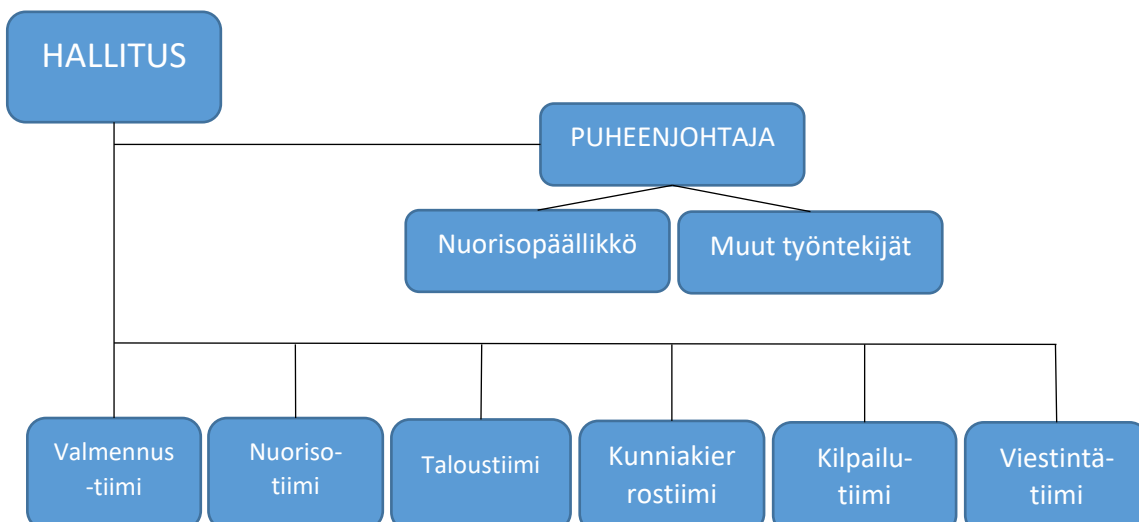 HALLITUS
PUHEENJOHTAJA
Nuorisopäällikkö
Muut työntekijät
Valmennus
-tiimi
Nuoriso-
tiimi
Taloustiimi
Kunniakier
rostiimi
Kilpailu-
tiimi
Viestintä-
tiimi